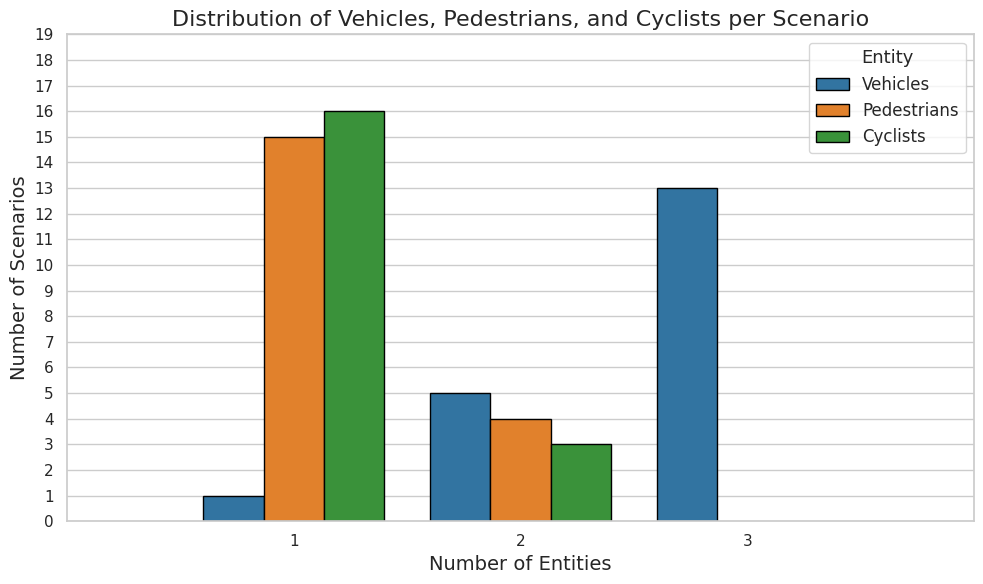 Distribution of Vehicles, Pedestrians, and Cyclists per Scenario
Number of Scenarios
19
18
17
16
15
14
13
12
11
10
9
8
7
6
5
4
3
2
1
0
Entity
Vehicles
Pedestrians
Cyclists
1 2 3
Number of Entities